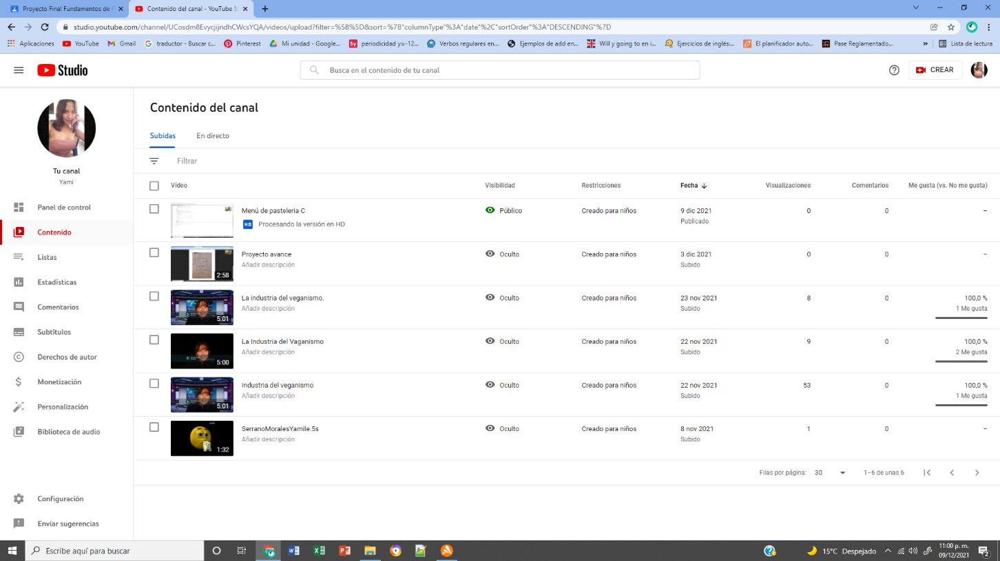 Proyecto Final Fundamentos de P
Contenido del canal - YouTube St
studio.youtube.com/channel/UCosdm8EvycjijndhCWcsYQA/videos/upload?filter=%5B%5D&sort=%7B"columnType"%3A"date"%2C"sortOrder"%3A"DESCENDING"%7D
Aplicaciones
YouTube
Gmail
traductor - Buscar c...
Pinterest
Mi unidad - Google...
Sy periodicidad y=-12...
Verbos regulares en...
Ejemplos de add en...
Will y going to en i...
Ejercicios de inglés:...
El planificador auto...
Pase Reglamentado...
»
Lista de lectura
Studio
Busca en el contenido de tu canal
CREAR
Tu canal
Yami
Panel de control
Contenido
Listas
Estadísticas
Comentarios
Subtítulos
Derechos de autor
Monetización
Personalización
Biblioteca de audio
Configuración
Enviar sugerencias
Contenido del canal
Subidas
En directo
Filtrar
Vídeo Visibilidad Restricciones Fecha Visualizaciones Comentarios Me gusta (vs. No me gusta)
Menú de pasteleria C Público Creado para niños 9 dic 2021 0 0 –
HD Procesando la versión en HD Publicado
Proyecto avance Oculto Creado para niños 3 dic 2021 0 0 –
Añadir descripción Subido
2:58
La industria del veganismo. Oculto Creado para niños 23 nov 2021 8 0 100,0 %
Añadir descripción Subido 1 Me gusta
5:01
La Industria del Vaganismo Oculto Creado para niños 22 nov 2021 9 0 100,0 %
Añadir descripción Subido 2 Me gusta
5:00
Industria del veganismo Oculto Creado para niños 22 nov 2021 53 0 100,0 %
Añadir descripción Subido 1 Me gusta
5:01
SerranoMoralesYamile.5s Oculto Creado para niños 8 nov 2021 1 0 –
Añadir descripción Subido
1:32
Filas por página: 30 1–6 de unas 6
Escribe aquí para buscar
15°C Despejado
11:00 p. m.
09/12/2021
2